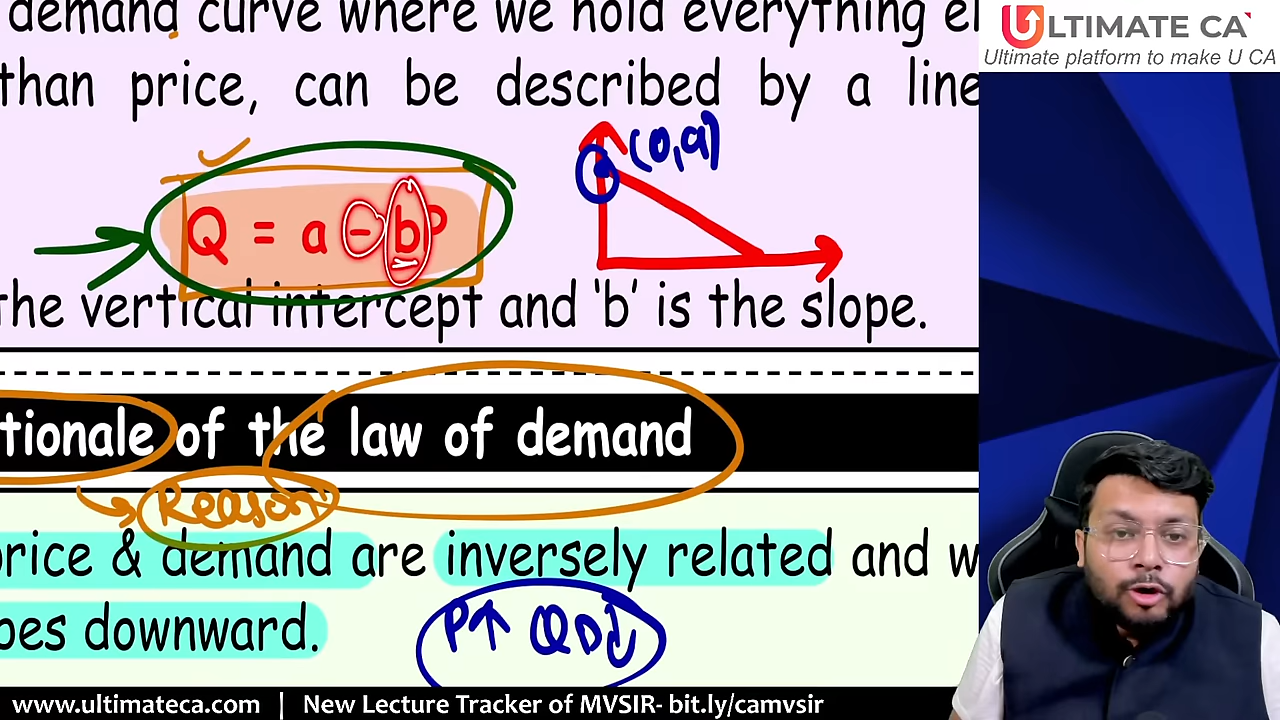 demand curve where we hold everything el
than price, can be described by a line
(0,a)
Q = a - bP
the vertical intercept and ‘b’ is the slope.
tionale of the law of demand
Reason
price & demand are inversely related and w
opes downward.
P↑ QD↓
ULTIMATE CA
Ultimate platform to make U CA
www.ultimateca.com | New Lecture Tracker of MVSIR- bit.ly/camvsir